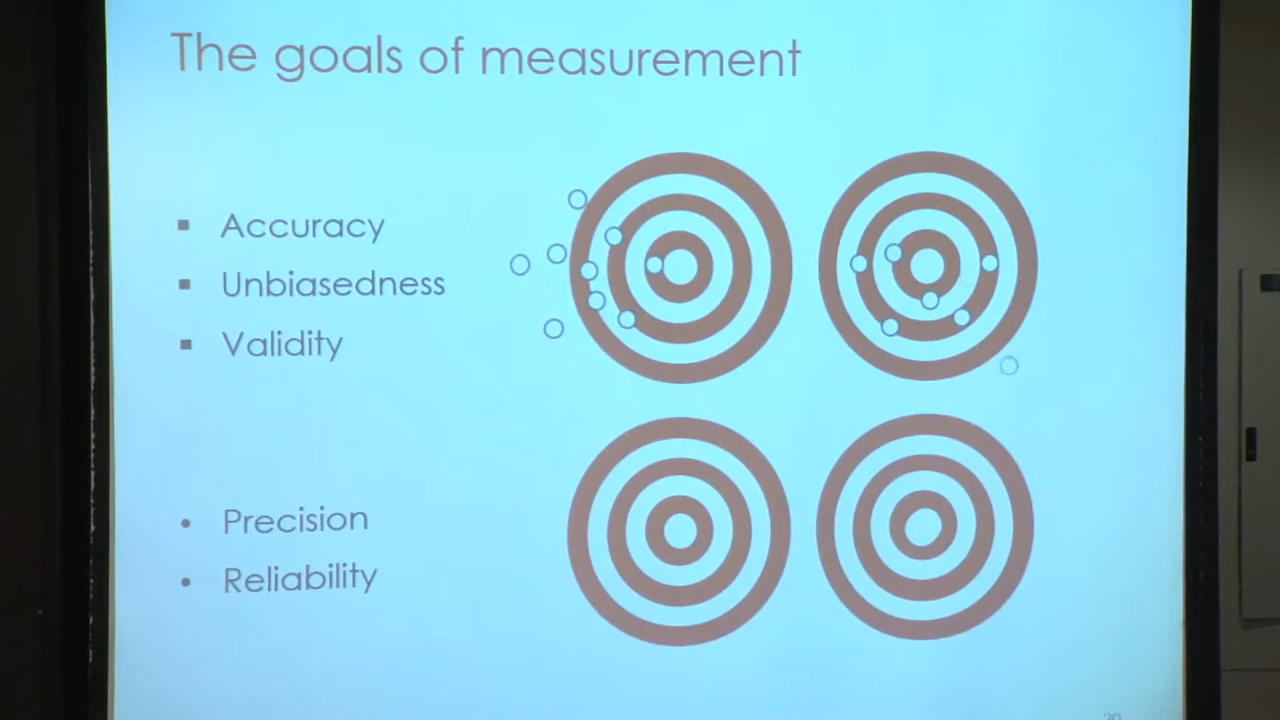 The goals of measurement
▪ Accuracy
▪ Unbiasedness
▪ Validity
• Precision
• Reliability